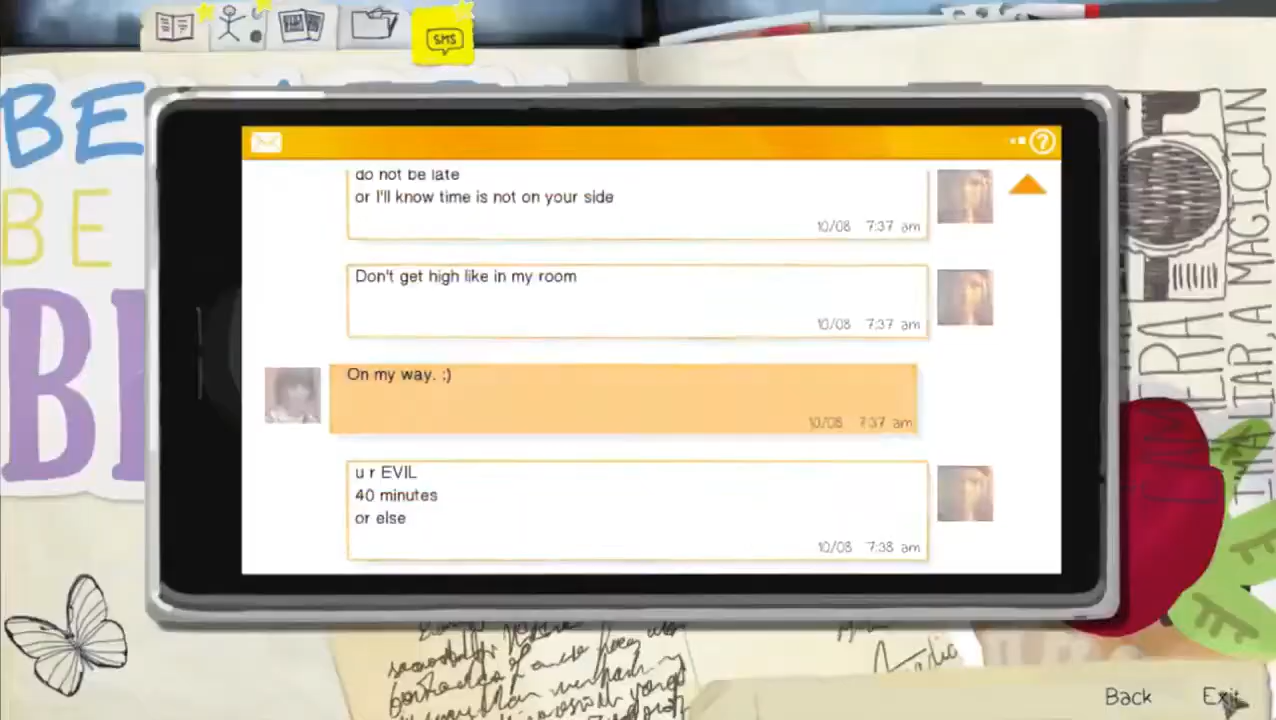 SMS
BE
BE
BE
do not be late
or I'll know time is not on your side
10/08 7:37 am
Don't get high like in my room
10/08 7:37 am
On my way. :)
10/08 7:37 am
u r EVIL
40 minutes
or else
10/08 7:38 am
LIAR, A MAGICIAN
Back
Exit